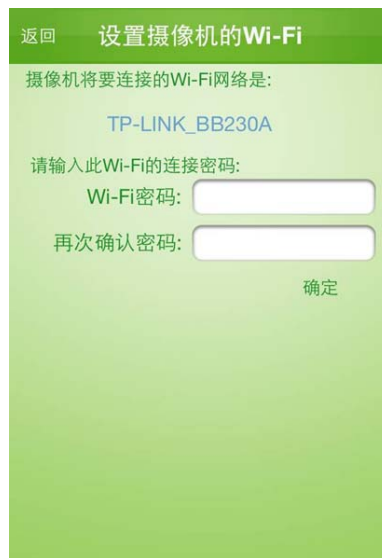 返回 设置摄像机的Wi-Fi
摄像机将要连接的Wi-Fi网络是:
TP-LINK_BB230A
请输入此Wi-Fi的连接密码:
Wi-Fi密码:
再次确认密码:
确定